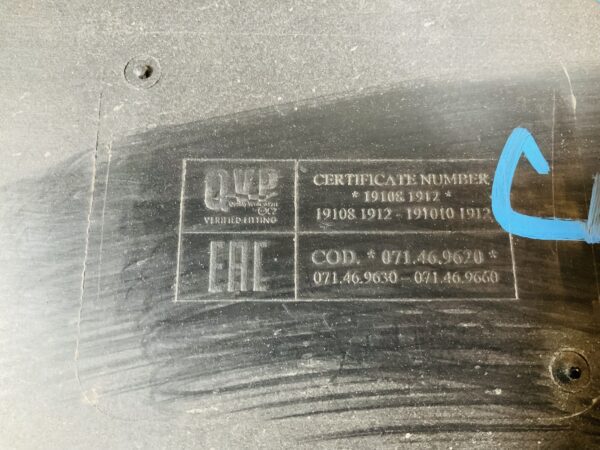 QVP
VERIFIED FITTING
CERTIFICATE NUMBER
* 19108.1912 *
19108.1912 - 191010.1912
EAC
COD. * 071.46.9620 *
071.46.9630 - 071.46.9660